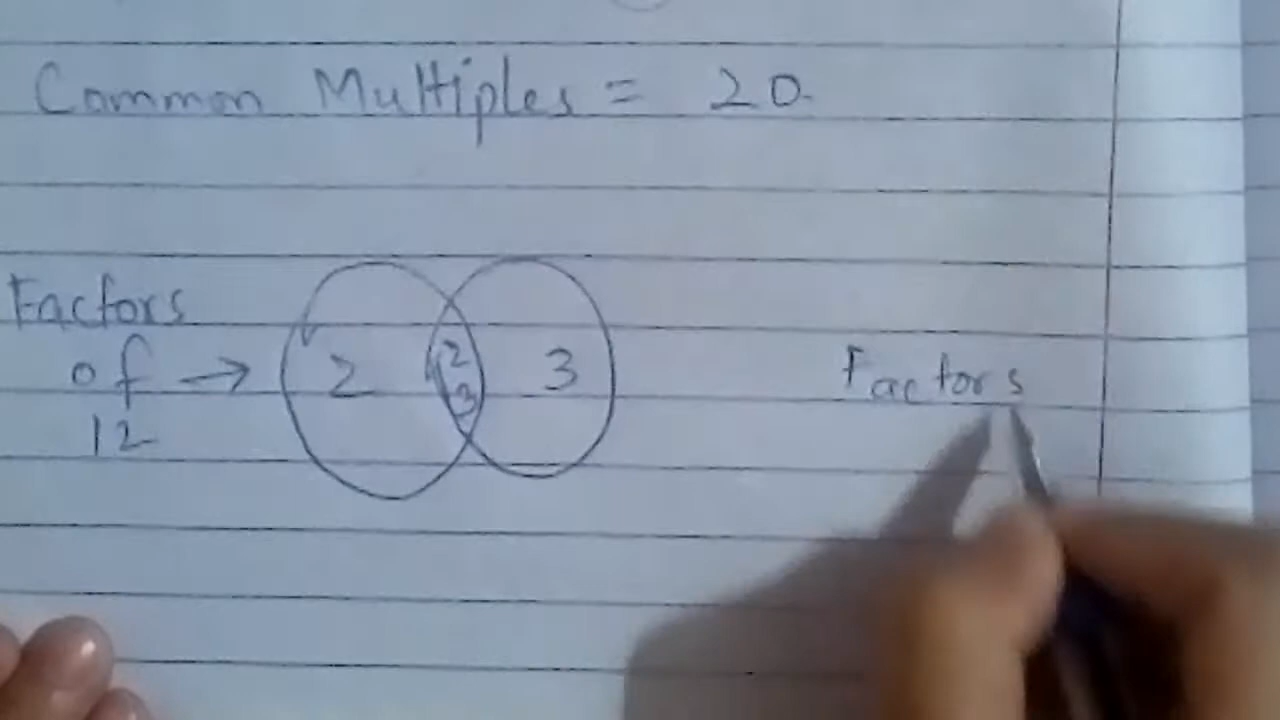 Common Multiples = 20.
Factors
of →
12
2
2
3
3
Factors